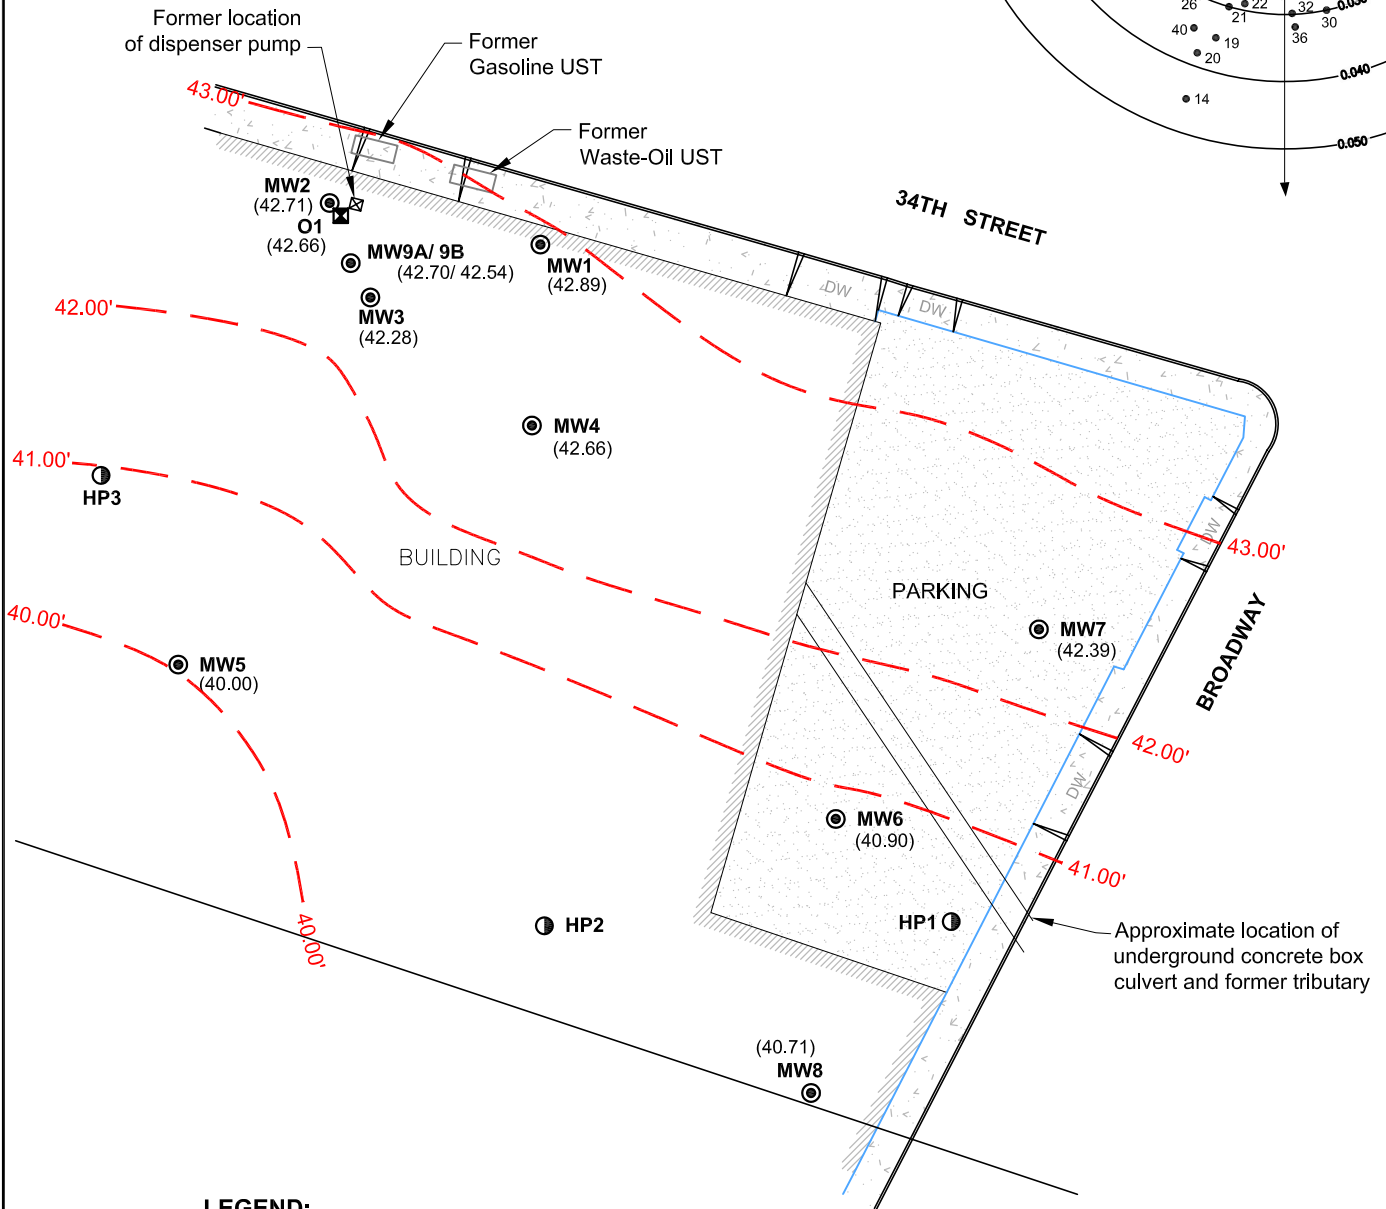 Former location
of dispenser pump
Former
Gasoline UST
Former
Waste-Oil UST
26
22
21
32
30
0.030
40
19
36
20
0.040
14
0.050
43.00'
34TH STREET
MW2
(42.71)
O1
(42.66)
MW9A/ 9B
(42.70/ 42.54)
MW1
(42.89)
DW
DW
42.00'
MW3
(42.28)
MW4
(42.66)
41.00'
HP3
BUILDING
DW
43.00'
PARKING
40.00'
MW5
(40.00)
MW7
(42.39)
BROADWAY
42.00'
DW
MW6
(40.90)
41.00'
40.00'
HP2
HP1
Approximate location of
underground concrete box
culvert and former tributary
(40.71)
MW8
LEGEND: